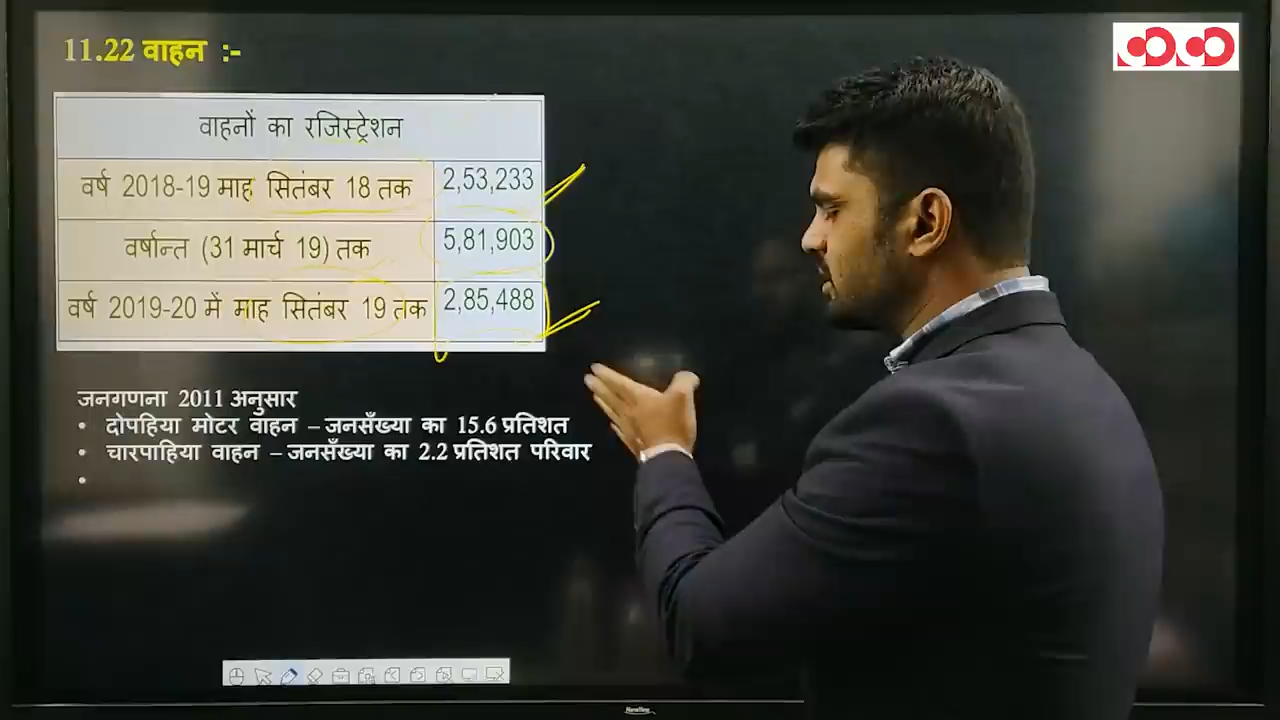 11.22 वाहन :-
वाहनों का रजिस्ट्रेशन
वर्ष 2018-19 माह सितंबर 18 तक 2,53,233
वर्षान्त (31 मार्च 19) तक 5,81,903
वर्ष 2019-20 में माह सितंबर 19 तक 2,85,488
जनगणना 2011 अनुसार
• दोपहिया मोटर वाहन – जनसँख्या का 15.6 प्रतिशत
• चारपाहिया वाहन – जनसँख्या का 2.2 प्रतिशत परिवार
•